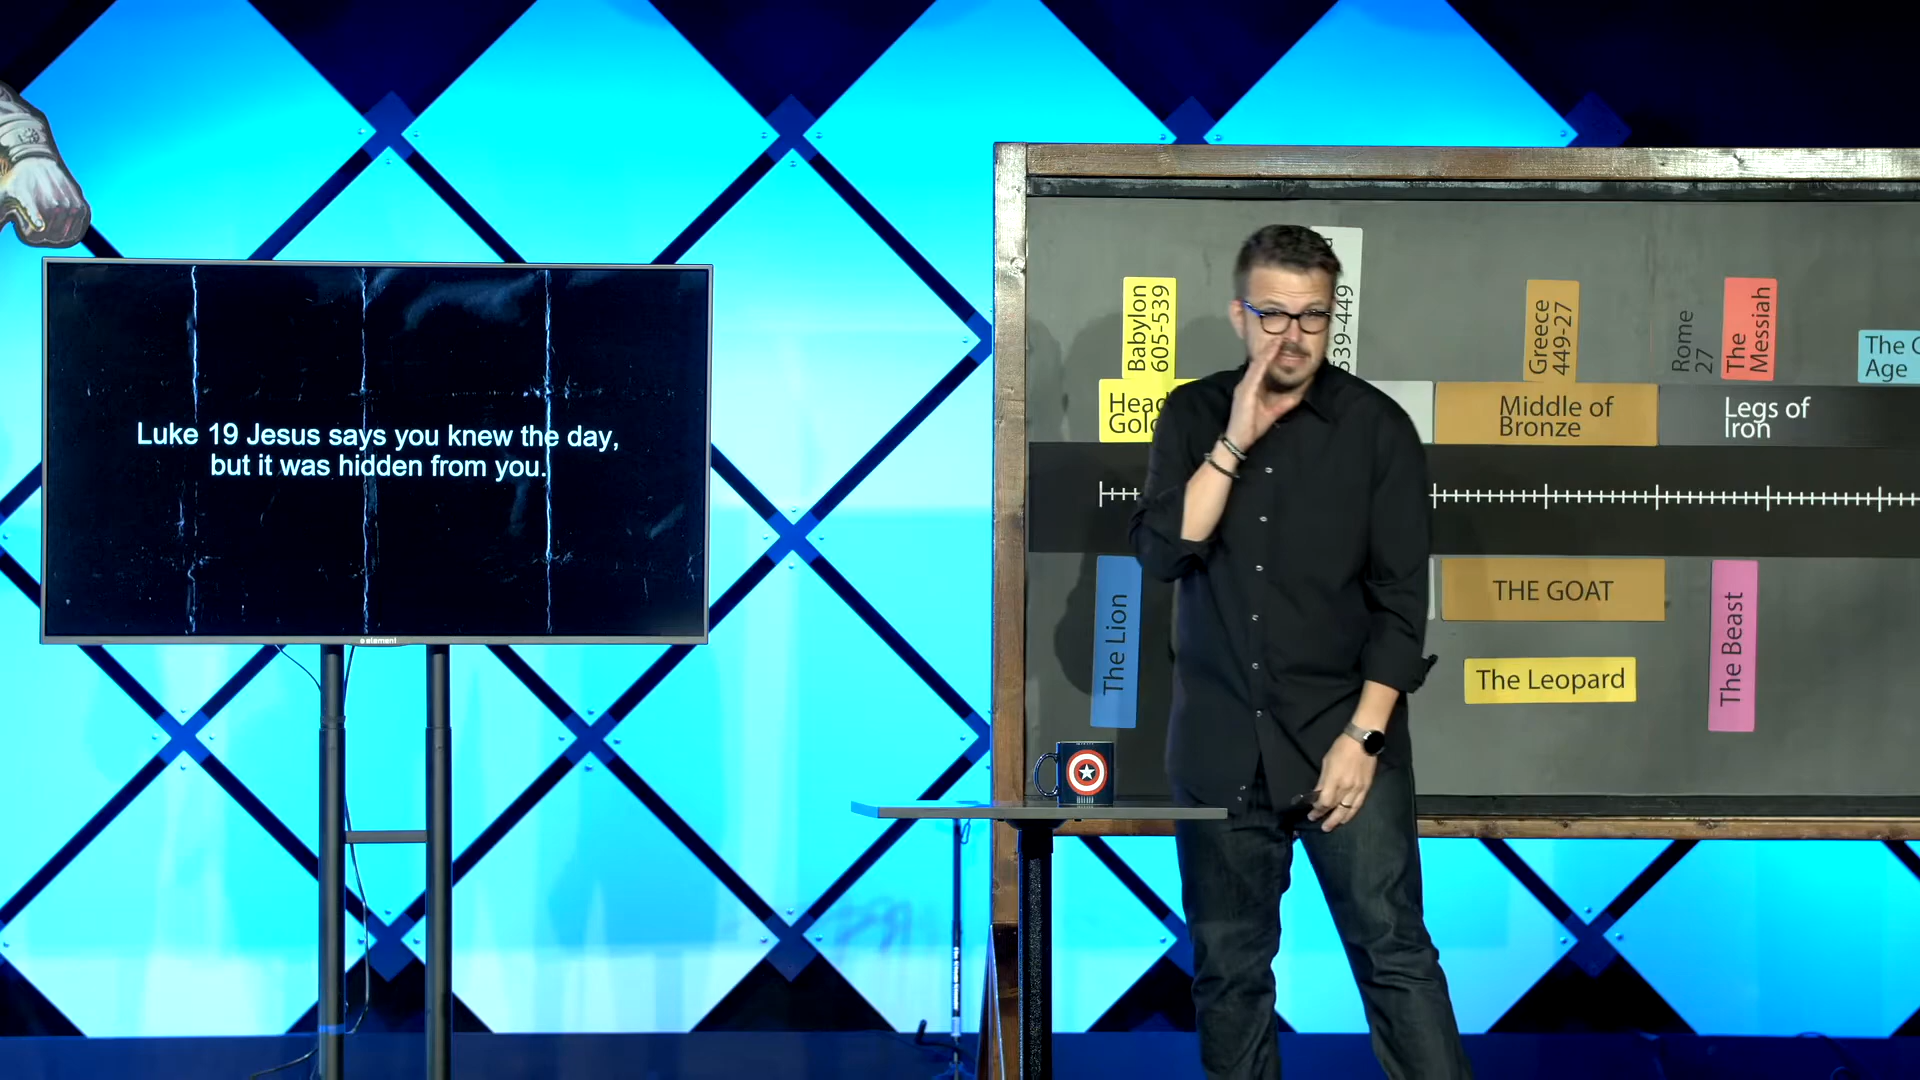 Luke 19 Jesus says you knew the day,
but it was hidden from you.
element
Babylon
605-539
539-449
Greece
449-27
Rome
27
The
Messiah
The
Age
Head
Middle of
Bronze
Legs of
Iron
The Lion
THE GOAT
The Leopard
The Beast